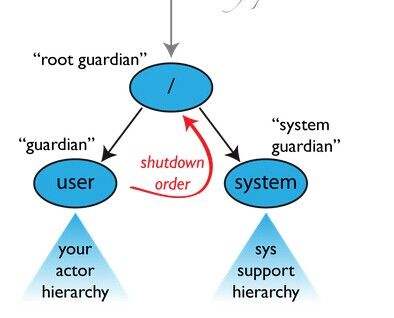 "root guardian"
/
"guardian"
"system
guardian"
shutdown
order
user
system
your
actor
hierarchy
sys
support
hierarchy